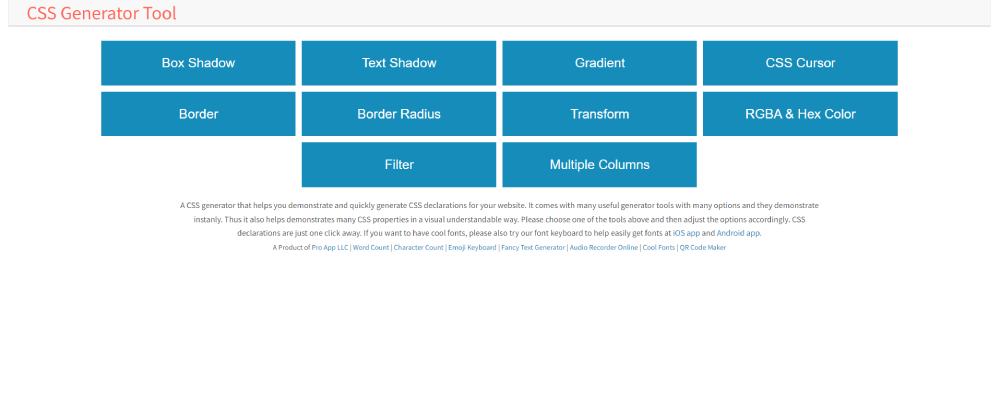 CSS Generator Tool
Box Shadow
Text Shadow
Gradient
CSS Cursor
Border
Border Radius
Transform
RGBA & Hex Color
Filter
Multiple Columns
A CSS generator that helps you demonstrate and quickly generate CSS declarations for your website. It comes with many useful generator tools with many options and they demonstrate
instanly. Thus it also helps demonstrates many CSS properties in a visual understandable way. Please choose one of the tools above and then adjust the options accordingly. CSS
declarations are just one click away. If you want to have cool fonts, please also try our font keyboard to help easily get fonts at iOS app and Android app.
A Product of Pro App LLC | Word Count | Character Count | Emoji Keyboard | Fancy Text Generator | Audio Recorder Online | Cool Fonts | QR Code Maker